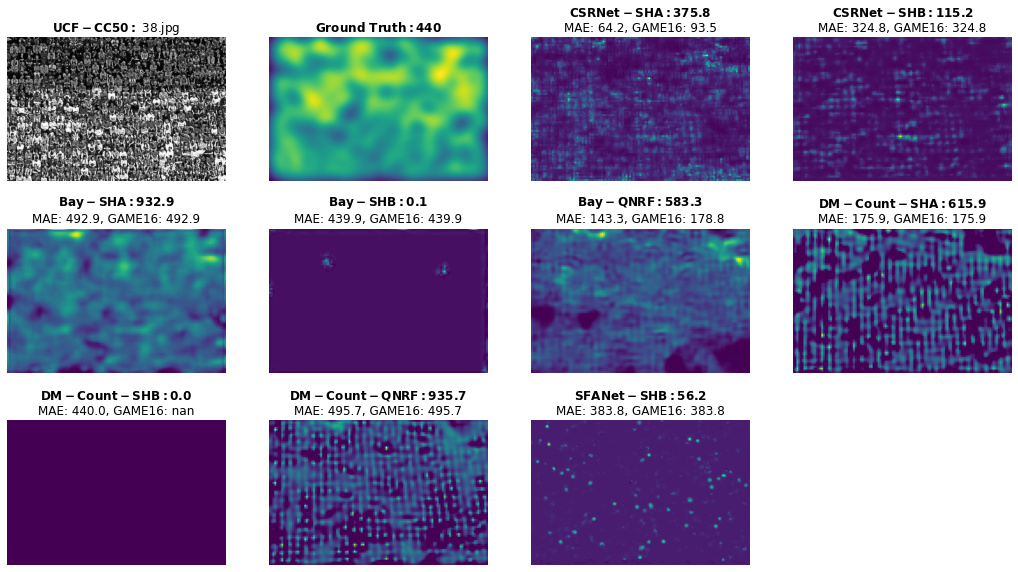 UCF − CC50 : 38.jpg
Ground Truth : 440
CSRNet − SHA : 375.8
MAE: 64.2, GAME16: 93.5
CSRNet − SHB : 115.2
MAE: 324.8, GAME16: 324.8
Bay − SHA : 932.9
MAE: 492.9, GAME16: 492.9
Bay − SHB : 0.1
MAE: 439.9, GAME16: 439.9
Bay − QNRF : 583.3
MAE: 143.3, GAME16: 178.8
DM − Count − SHA : 615.9
MAE: 175.9, GAME16: 175.9
DM − Count − SHB : 0.0
MAE: 440.0, GAME16: nan
DM − Count − QNRF : 935.7
MAE: 495.7, GAME16: 495.7
SFANet − SHB : 56.2
MAE: 383.8, GAME16: 383.8